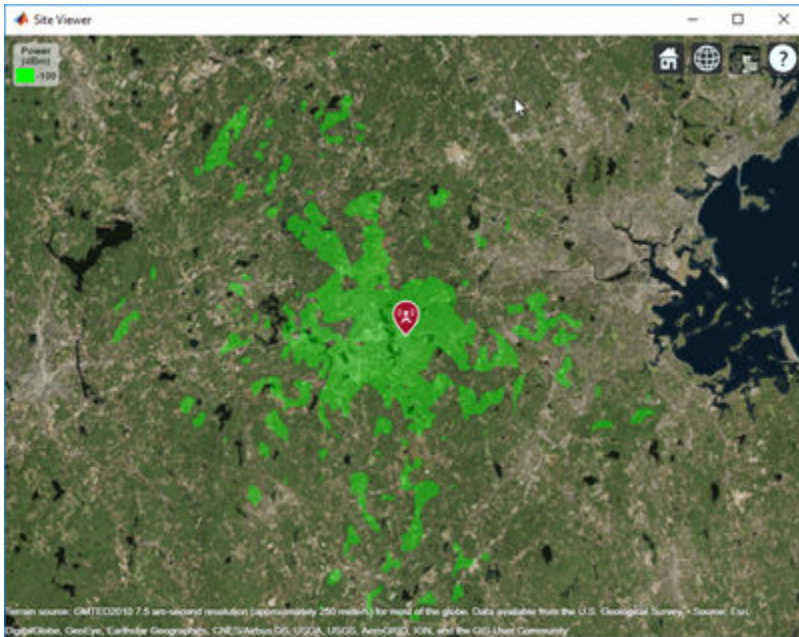 Site Viewer
Power
(dBm)
-100
?
Terrain source: GMTED2010 7.5 arc-second resolution (approximately 250 meters) for most of the globe. Data available from the U.S. Geological Survey. • Source: Esri,
DigitalGlobe, GeoEye, Earthstar Geographics, CNES/Airbus DS, USDA, USGS, AeroGRID, IGN, and the GIS User Community